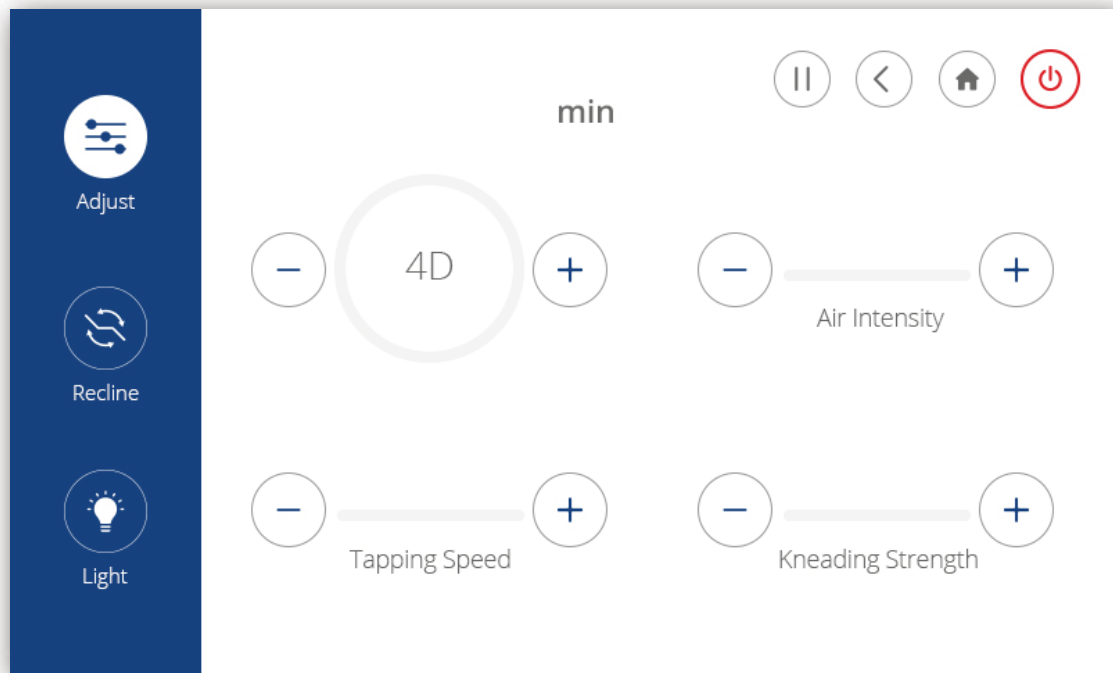 min
Adjust
4D
Air Intensity
Recline
Tapping Speed
Kneading Strength
Light